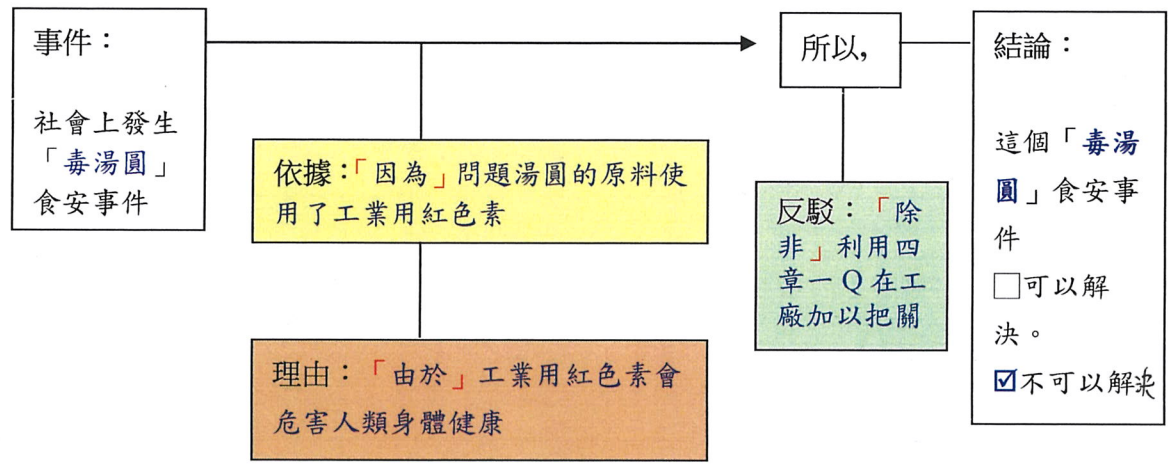 事件：
社會上發生
「毒湯圓」
食安事件
依據：「因為」問題湯圓的原料使
用了工業用紅色素
理由：「由於」工業用紅色素會
危害人類身體健康
所以,
反駁：「除
非」利用四
章一Q在工
廠加以把關
結論：
這個「毒湯
圓」食安事
件
□可以解
決。
☑不可以解決